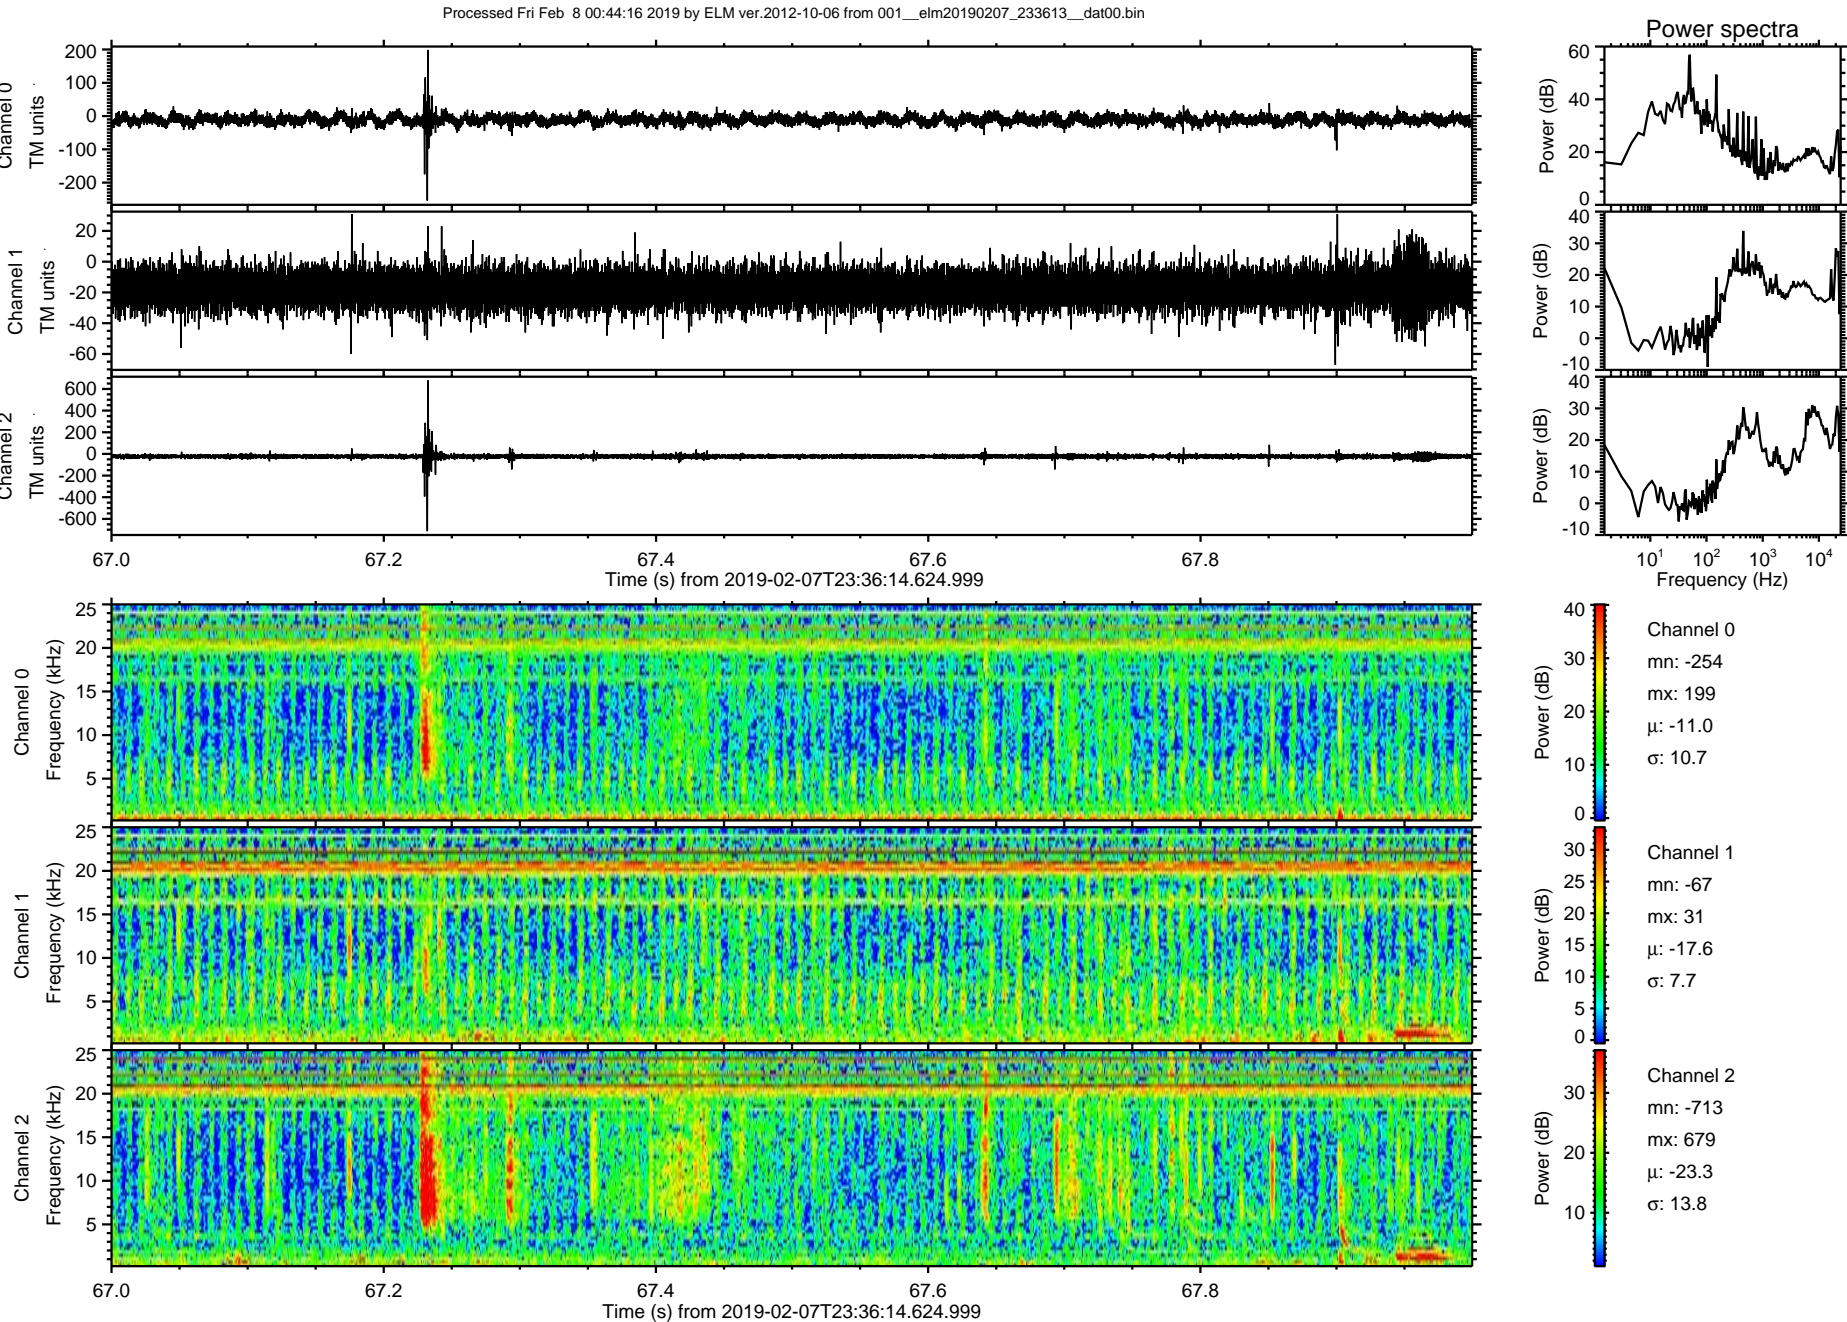 Processed Fri Feb  8 00:44:16 2019 by ELM ver.2012-10-06 from 001__elm20190207_233613__dat00.bin
Power spectra
Channel 0
TM units
200
100
0
-100
-200
Power (dB)
60
40
20
0
Channel 1
TM units
20
0
-20
-40
-60
Power (dB)
40
30
20
10
0
-10
Channel 2
TM units
600
400
200
0
-200
-400
-600
Power (dB)
40
30
20
10
0
-10
67.0 67.2 67.4 67.6 67.8
Time (s) from 2019-02-07T23:36:14.624.999
10¹ 10² 10³ 10⁴
Frequency (Hz)
Channel 0
Frequency (kHz)
25
20
15
10
5
Power (dB)
40
30
20
10
0
Channel 0
mn: -254
mx: 199
μ: -11.0
σ: 10.7
Channel 1
Frequency (kHz)
25
20
15
10
5
Power (dB)
30
25
20
15
10
5
0
Channel 1
mn: -67
mx: 31
μ: -17.6
σ: 7.7
Channel 2
Frequency (kHz)
25
20
15
10
5
Power (dB)
30
20
10
Channel 2
mn: -713
mx: 679
μ: -23.3
σ: 13.8
67.0 67.2 67.4 67.6 67.8
Time (s) from 2019-02-07T23:36:14.624.999